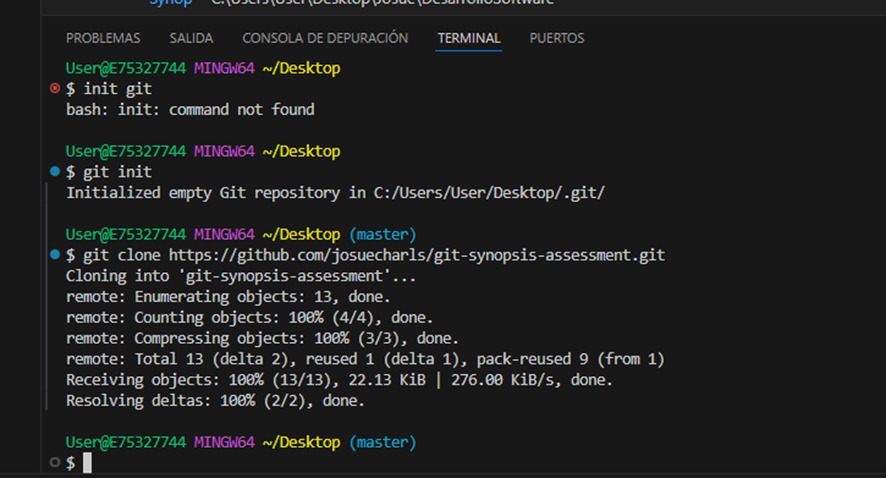 Synop C:\Users\User\Desktop\Josue\DesarrolloSoftware
PROBLEMAS SALIDA CONSOLA DE DEPURACIÓN TERMINAL PUERTOS
User@E75327744 MINGW64 ~/Desktop
$ init git
bash: init: command not found
User@E75327744 MINGW64 ~/Desktop
$ git init
Initialized empty Git repository in C:/Users/User/Desktop/.git/
User@E75327744 MINGW64 ~/Desktop (master)
$ git clone https://github.com/josuecharls/git-synopsis-assessment.git
Cloning into 'git-synopsis-assessment'...
remote: Enumerating objects: 13, done.
remote: Counting objects: 100% (4/4), done.
remote: Compressing objects: 100% (3/3), done.
remote: Total 13 (delta 2), reused 1 (delta 1), pack-reused 9 (from 1)
Receiving objects: 100% (13/13), 22.13 KiB | 276.00 KiB/s, done.
Resolving deltas: 100% (2/2), done.
User@E75327744 MINGW64 ~/Desktop (master)
$